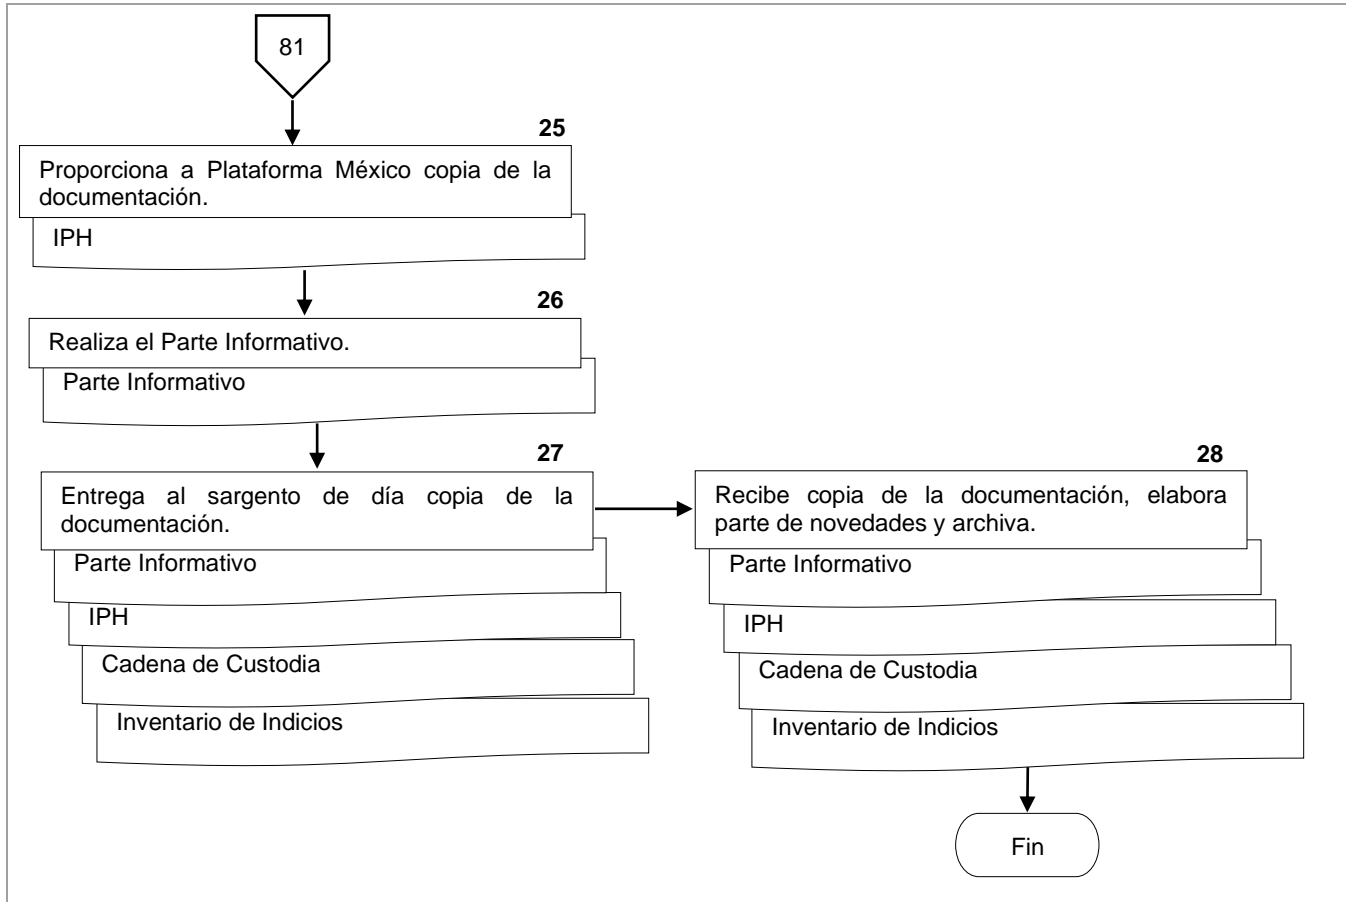 81
25
Proporciona a Plataforma México copia de la
documentación.
IPH
26
Realiza el Parte Informativo.
Parte Informativo
27
Entrega al sargento de día copia de la
documentación.
Parte Informativo
IPH
Cadena de Custodia
Inventario de Indicios
28
Recibe copia de la documentación, elabora
parte de novedades y archiva.
Parte Informativo
IPH
Cadena de Custodia
Inventario de Indicios
Fin